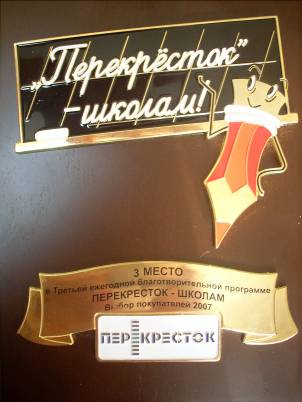 „Перекрёсток”
-школам!
3 МЕСТО
в Третьей ежегодной благотворительной программе
ПЕРЕКРЕСТОК - ШКОЛАМ
Выбор покупателей 2007
ПЕРЕКРЕСТОК